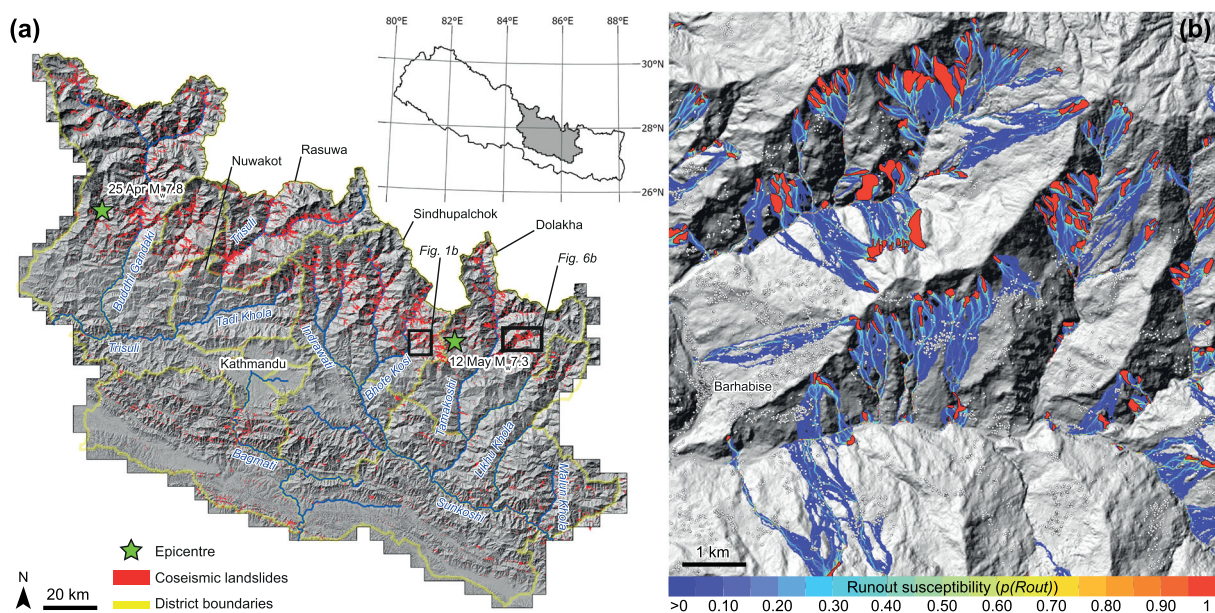 (a)
80°E 82°E 84°E 86°E 88°E
30°N
28°N
26°N
Nuwakot
Rasuwa
Sindhupalchok
Dolakha
Fig. 1b
Fig. 6b
25 Apr Mw 7.8
12 May Mw 7.3
Buddhi Gandaki
Trisuli
Trisuli
Tadi Khola
Indrawati
Bhote Kosi
Tamakoshi
Likhu Khola
Kathmandu
Bagmati
Sunkoshi
Epicentre
Coseismic landslides
District boundaries
N
20 km
(b)
Barhabise
1 km
Runout susceptibility (p(Rout))
>0 0.10 0.20 0.30 0.40 0.50 0.60 0.70 0.80 0.90 1